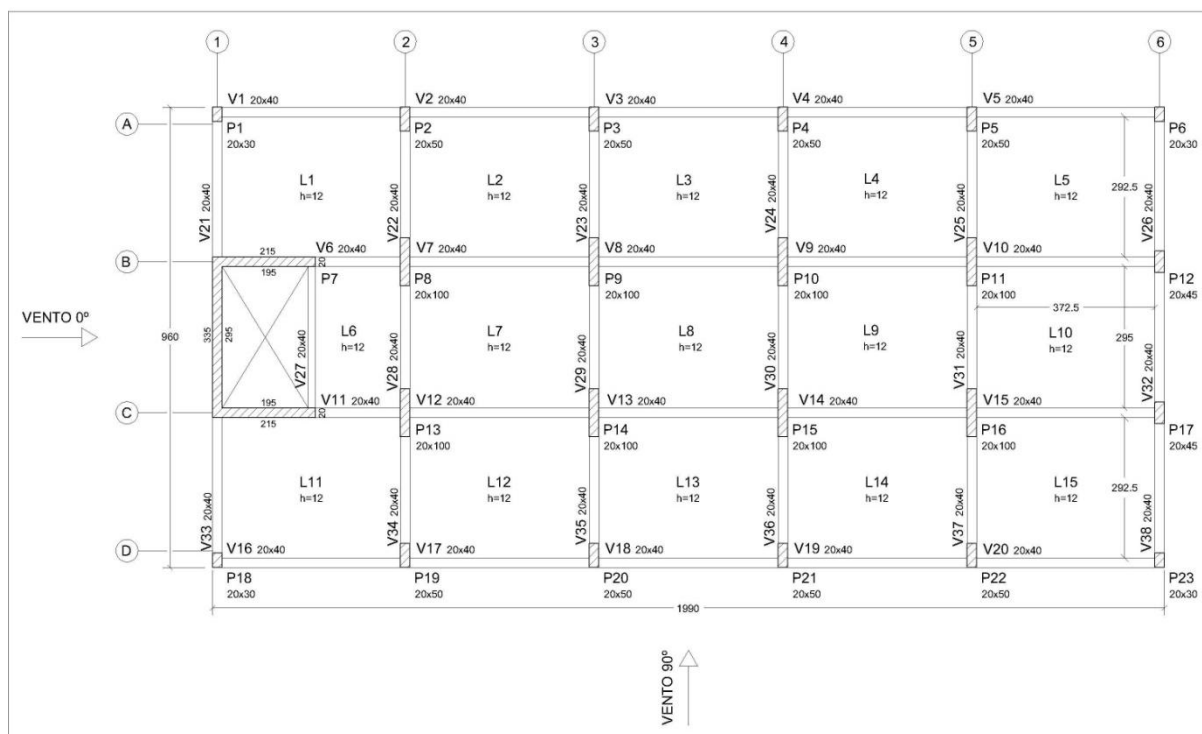 1 2 3 4 5 6
V1 20x40 V2 20x40 V3 20x40 V4 20x40 V5 20x40
A
P1 P2 P3 P4 P5 P6
20x30 20x50 20x50 20x50 20x50 20x30
L1 L2 L3 L4 L5
h=12 h=12 h=12 h=12 h=12
292.5
V21 20x40 V22 20x40 V23 20x40 V24 20x40 V25 20x40 V26 20x40
215 V6 20x40 V7 20x40 V8 20x40 V9 20x40 V10 20x40
B
20
195 P7 P8 P9 P10 P11 P12
20x100 20x100 20x100 20x100 20x45
372.5
VENTO 0º
960
335
295
L6 L7 L8 L9 L10
h=12 h=12 h=12 h=12 h=12
295
V27 20x40 V28 20x40 V29 20x40 V30 20x40 V31 20x40 V32 20x40
195 V11 20x40 V12 20x40 V13 20x40 V14 20x40 V15 20x40
C
20
215
P13 P14 P15 P16 P17
20x100 20x100 20x100 20x100 20x45
L11 L12 L13 L14 L15
h=12 h=12 h=12 h=12 h=12
292.5
V33 20x40 V34 20x40 V35 20x40 V36 20x40 V37 20x40 V38 20x40
D
V16 20x40 V17 20x40 V18 20x40 V19 20x40 V20 20x40
P18 P19 P20 P21 P22 P23
20x30 20x50 20x50 20x50 20x50 20x30
1990
VENTO 90º